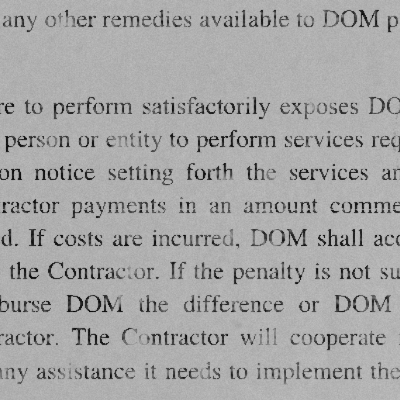 any other remedies available to DOM p
re to perform satisfactorily exposes DO
person or entity to perform services req
on notice setting forth the services an
ractor payments in an amount comme
d. If costs are incurred, DOM shall acc
the Contractor. If the penalty is not su
burse DOM the difference or DOM
ractor. The Contractor will cooperate
any assistance it needs to implement the